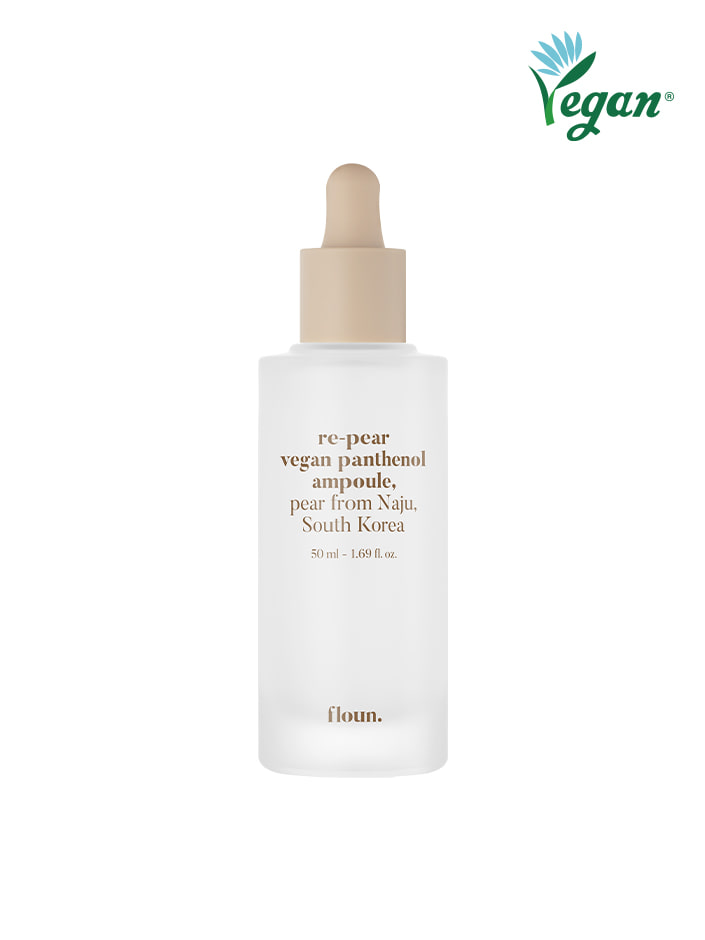 Vegan®
re-pear
vegan panthenol
ampoule,
pear from Naju,
South Korea
50 ml - 1.69 fl. oz.
floun.